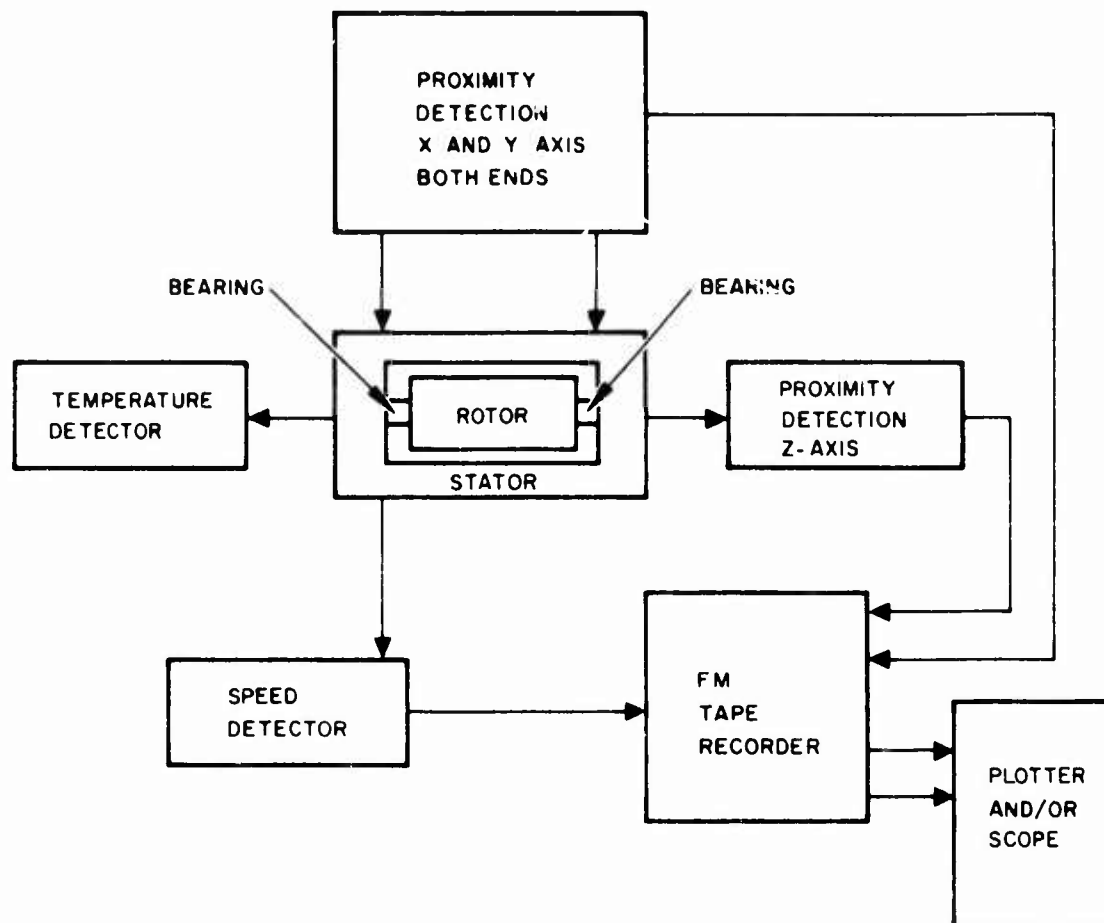 PROXIMITY
DETECTION
X AND Y AXIS
BOTH ENDS
BEARING
BEARING
TEMPERATURE
DETECTOR
ROTOR
STATOR
PROXIMITY
DETECTION
Z-AXIS
SPEED
DETECTOR
FM
TAPE
RECORDER
PLOTTER
AND/OR
SCOPE